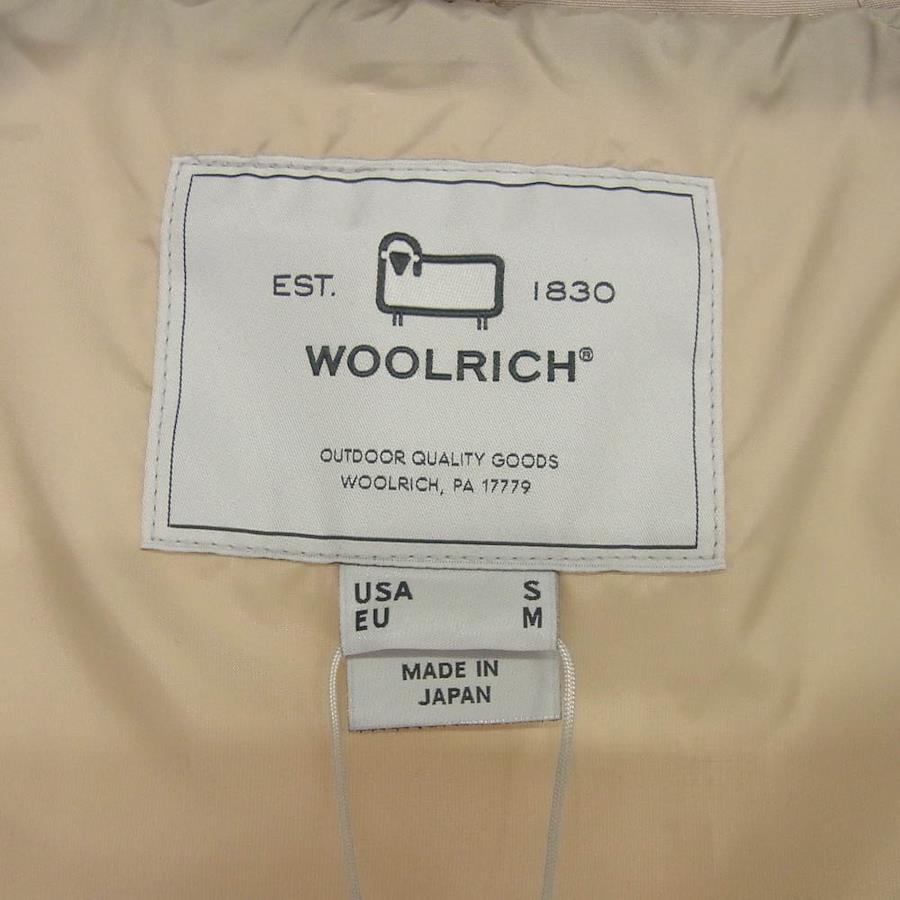 EST. 1830
WOOLRICH®
OUTDOOR QUALITY GOODS
WOOLRICH, PA 17779
USA S
EU M
MADE IN
JAPAN